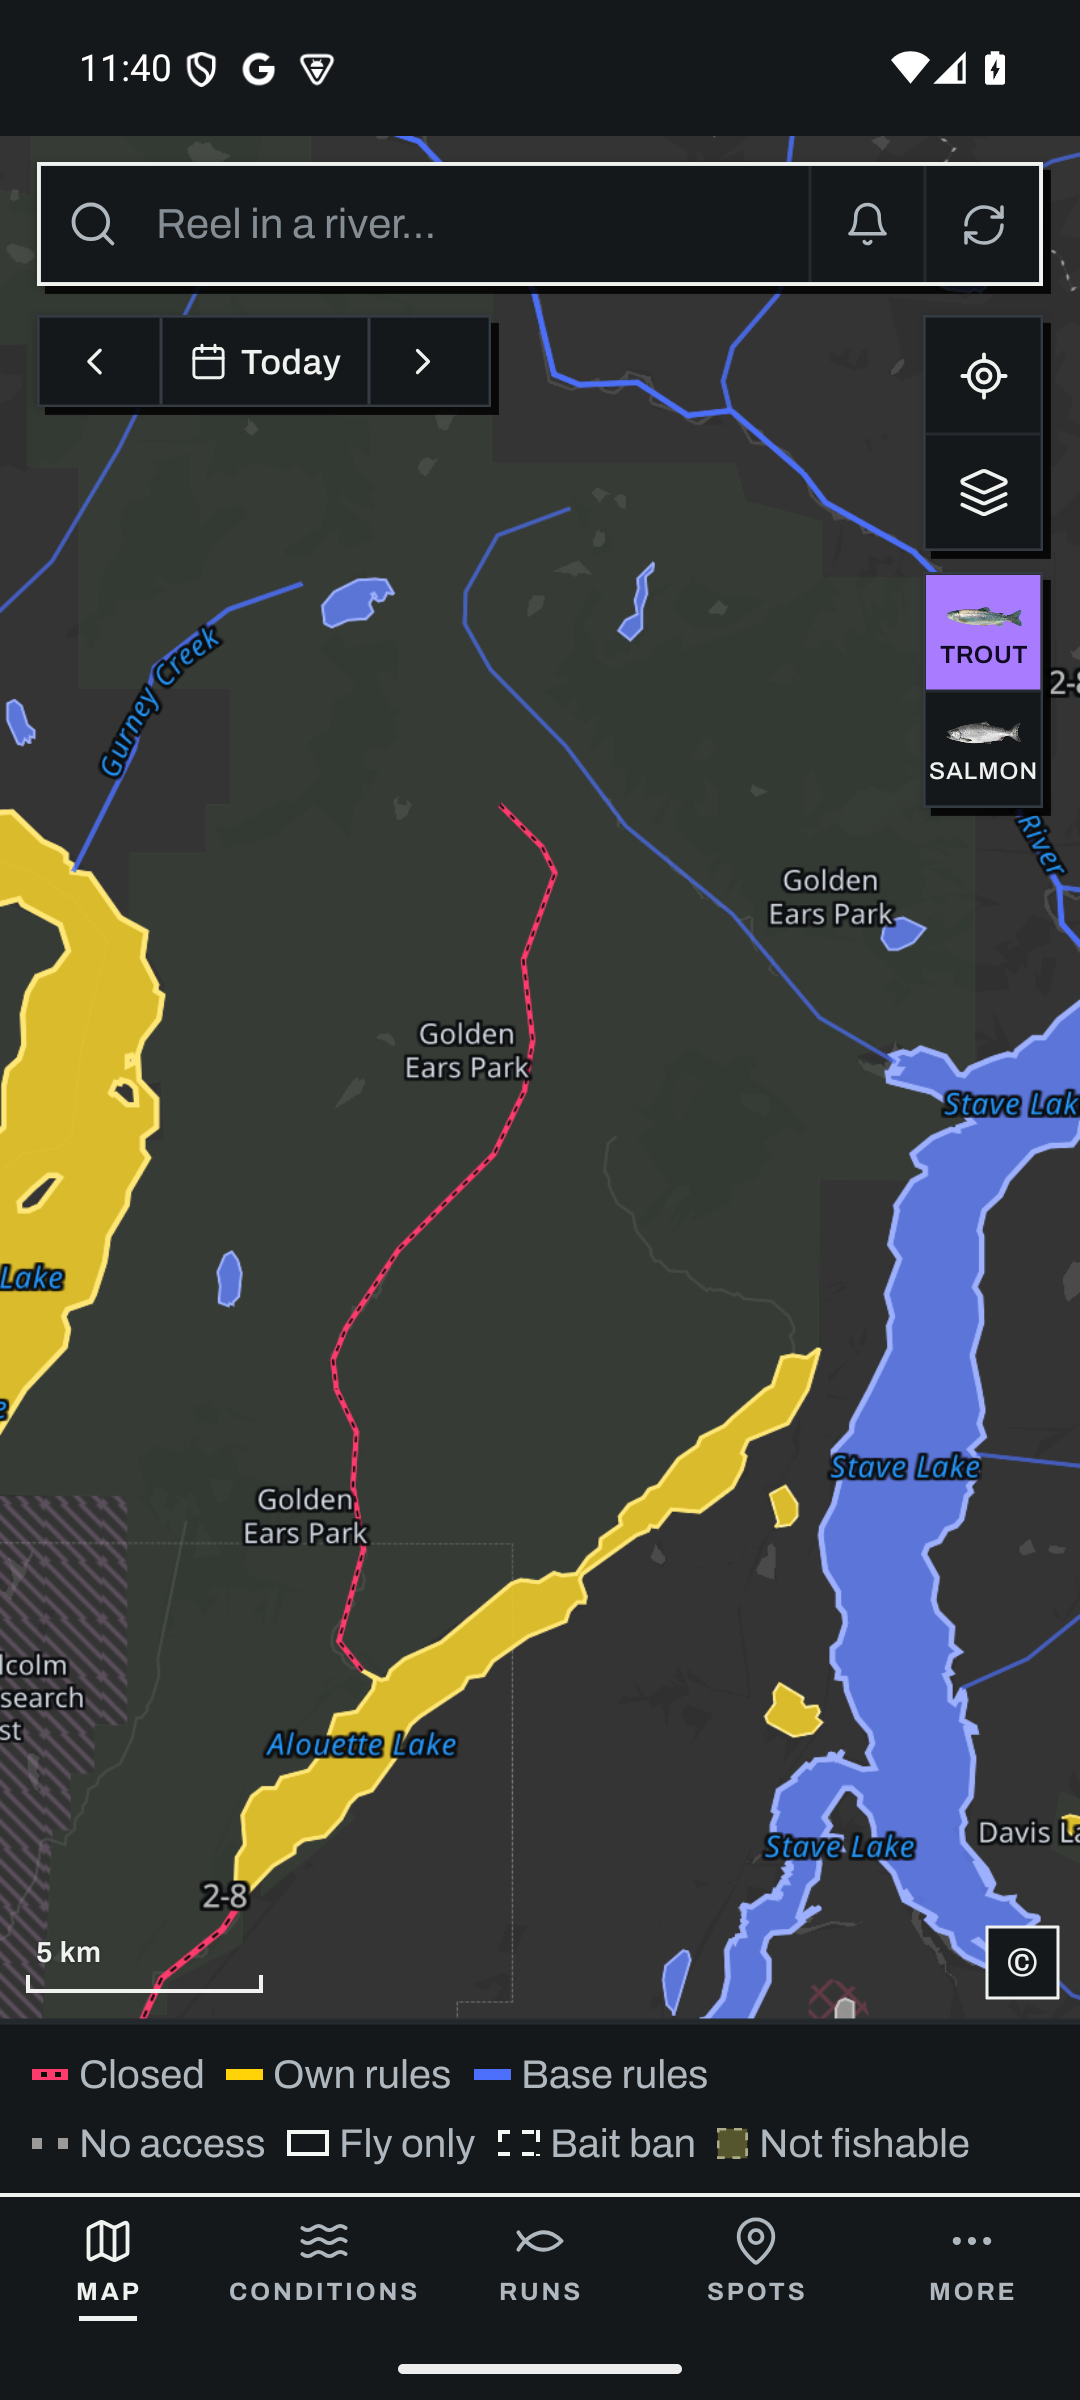 11:40
Reel in a river...
Today
TROUT
SALMON
2-8
Gurney Creek
River
Golden
Ears Park
Golden
Ears Park
Stave Lak
Lake
Stave Lake
Golden
Ears Park
lcolm
search
st
Alouette Lake
Stave Lake
Davis La
2-8
5 km
©
Closed Own rules Base rules
No access Fly only Bait ban Not fishable
MAP CONDITIONS RUNS SPOTS MORE